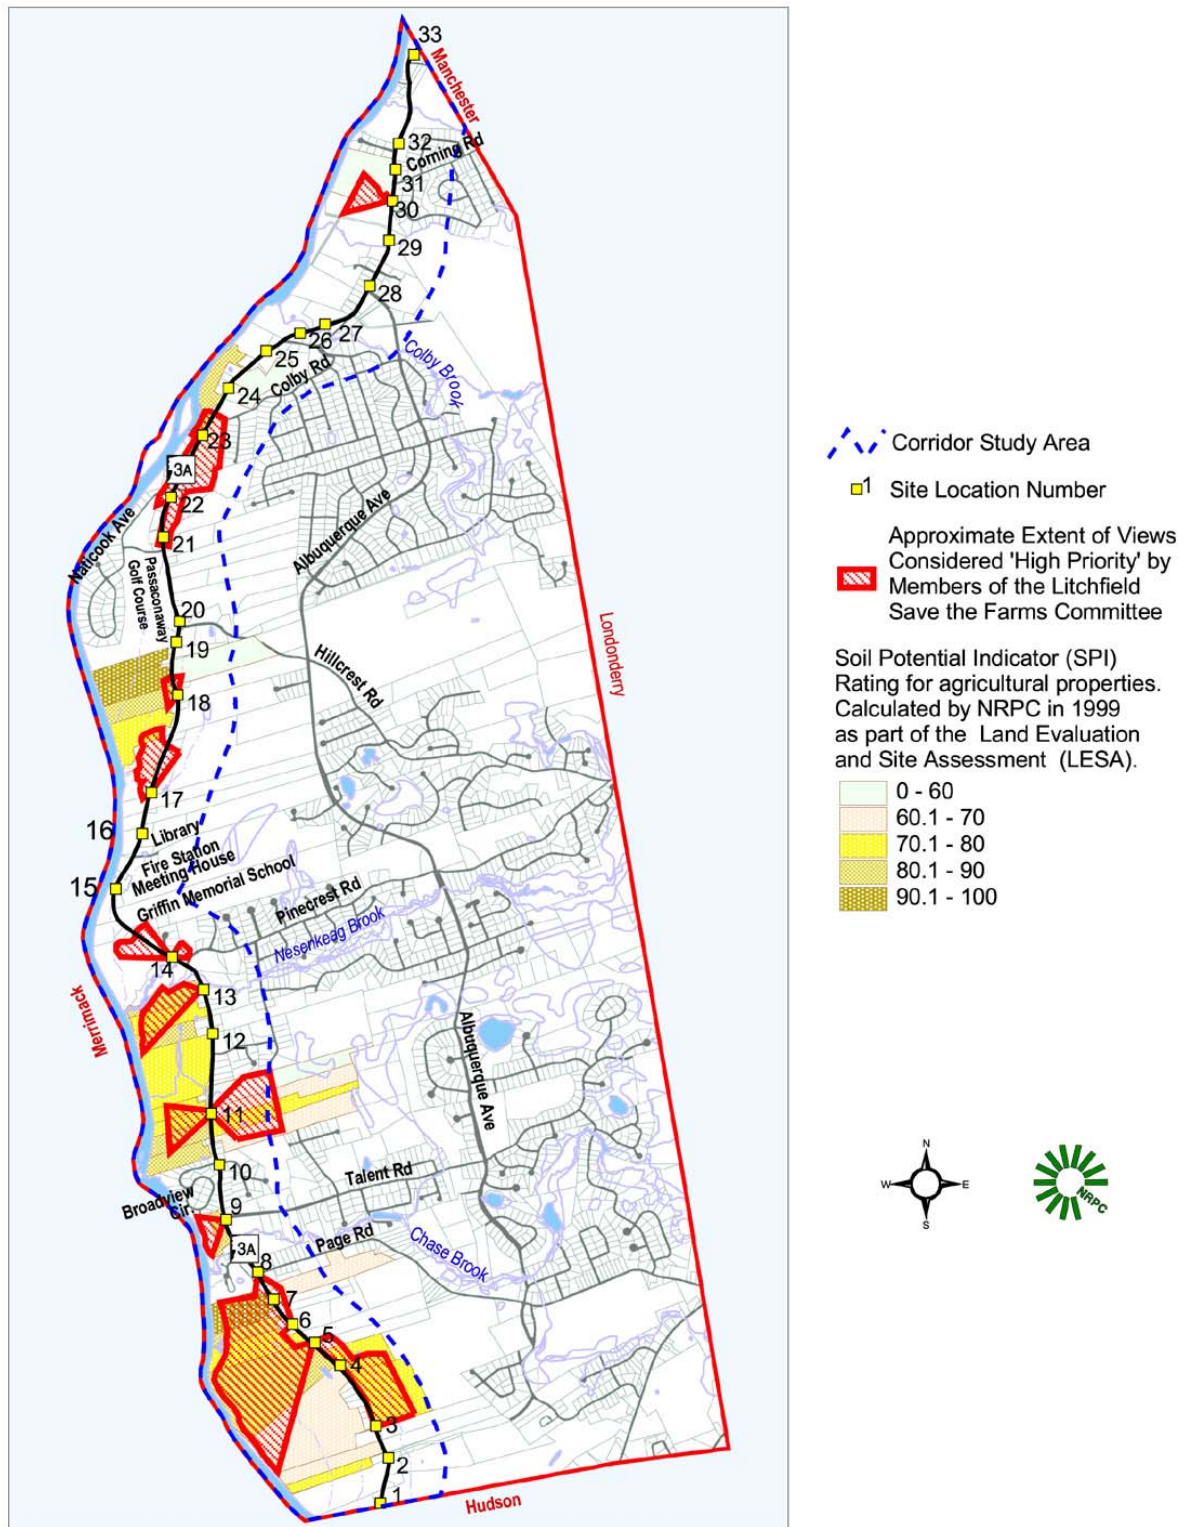 33
Manchester
32
Corning Rd
31
30
29
28
27
26
25
Colby Rd
Colby Brook
24
23
3A
22
Naticook Ave
21
Albuquerque Ave
Passaconaway
Golf Course
20
19
Hillcrest Rd
Londonderry
18
17
16
Library
Fire Station
Meeting House
15
Griffin Memorial School
Pinecrest Rd
Nesenkeag Brook
14
13
Merrimack
12
Albuquerque Ave
11
10
Talent Rd
Broadview
Cir
9
3A
Page Rd
Chase Brook
8
7
6
5
4
3
2
1
Hudson
Corridor Study Area
1 Site Location Number
Approximate Extent of Views
Considered 'High Priority' by
Members of the Litchfield
Save the Farms Committee
Soil Potential Indicator (SPI)
Rating for agricultural properties.
Calculated by NRPC in 1999
as part of the Land Evaluation
and Site Assessment (LESA).
0 - 60
60.1 - 70
70.1 - 80
80.1 - 90
90.1 - 100
N
W
E
S
NRPC